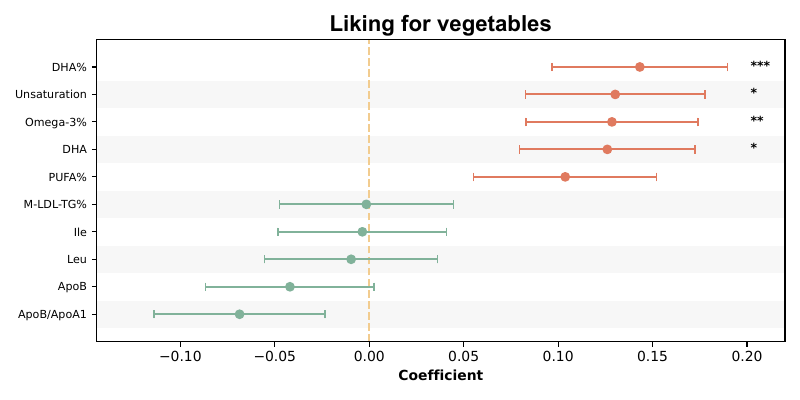 Liking for vegetables
DHA% ***
Unsaturation *
Omega-3% **
DHA *
PUFA%
M-LDL-TG%
Ile
Leu
ApoB
ApoB/ApoA1
−0.10 −0.05 0.00 0.05 0.10 0.15 0.20
Coefficient